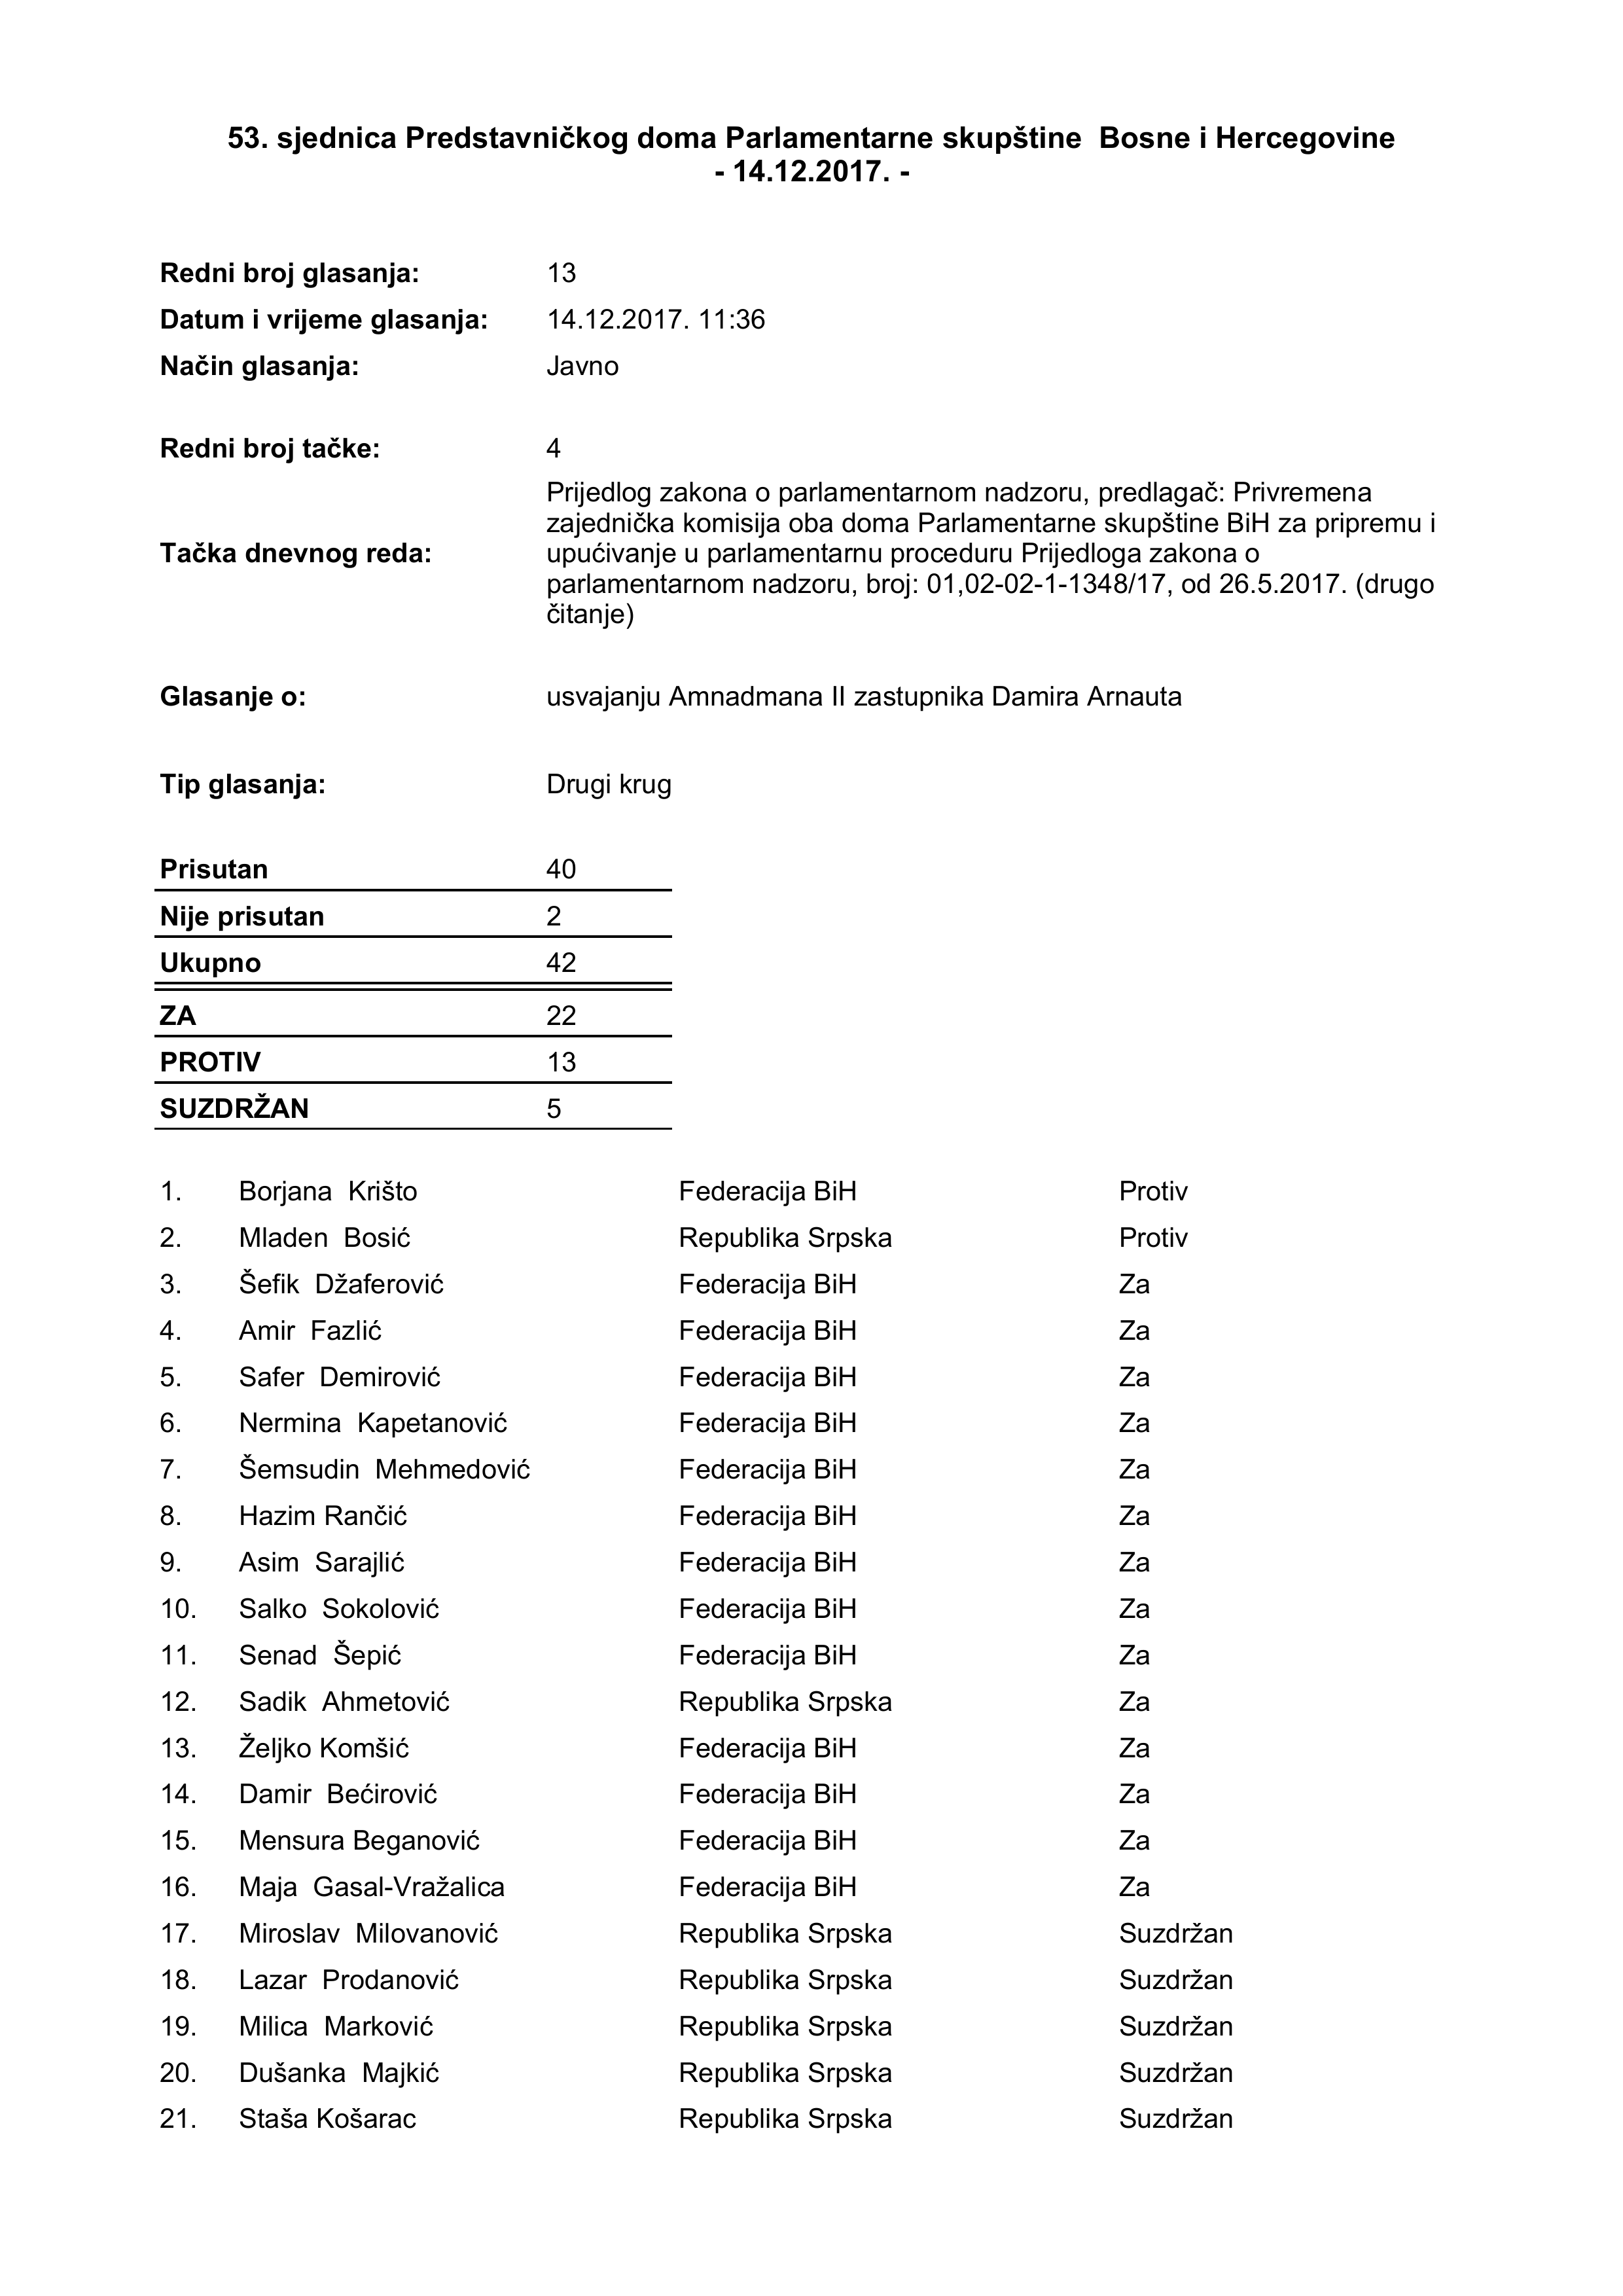 53. sjednica Predstavničkog doma Parlamentarne skupštine  Bosne i Hercegovine
- 14.12.2017. -
Redni broj glasanja: 13
Datum i vrijeme glasanja: 14.12.2017. 11:36
Način glasanja: Javno
Redni broj tačke: 4
Tačka dnevnog reda: Prijedlog zakona o parlamentarnom nadzoru, predlagač: Privremena
zajednička komisija oba doma Parlamentarne skupštine BiH za pripremu i
upućivanje u parlamentarnu proceduru Prijedloga zakona o
parlamentarnom nadzoru, broj: 01,02-02-1-1348/17, od 26.5.2017. (drugo
čitanje)
Glasanje o: usvajanju Amnadmana II zastupnika Damira Arnauta
Tip glasanja: Drugi krug
Prisutan 40
Nije prisutan 2
Ukupno 42
ZA 22
PROTIV 13
SUZDRŽAN 5
1. Borjana  Krišto Federacija BiH Protiv
2. Mladen  Bosić Republika Srpska Protiv
3. Šefik  Džaferović Federacija BiH Za
4. Amir  Fazlić Federacija BiH Za
5. Safer  Demirović Federacija BiH Za
6. Nermina  Kapetanović Federacija BiH Za
7. Šemsudin  Mehmedović Federacija BiH Za
8. Hazim Rančić Federacija BiH Za
9. Asim  Sarajlić Federacija BiH Za
10. Salko  Sokolović Federacija BiH Za
11. Senad  Šepić Federacija BiH Za
12. Sadik  Ahmetović Republika Srpska Za
13. Željko Komšić Federacija BiH Za
14. Damir  Bećirović Federacija BiH Za
15. Mensura Beganović Federacija BiH Za
16. Maja  Gasal-Vražalica Federacija BiH Za
17. Miroslav  Milovanović Republika Srpska Suzdržan
18. Lazar  Prodanović Republika Srpska Suzdržan
19. Milica  Marković Republika Srpska Suzdržan
20. Dušanka  Majkić Republika Srpska Suzdržan
21. Staša Košarac Republika Srpska Suzdržan